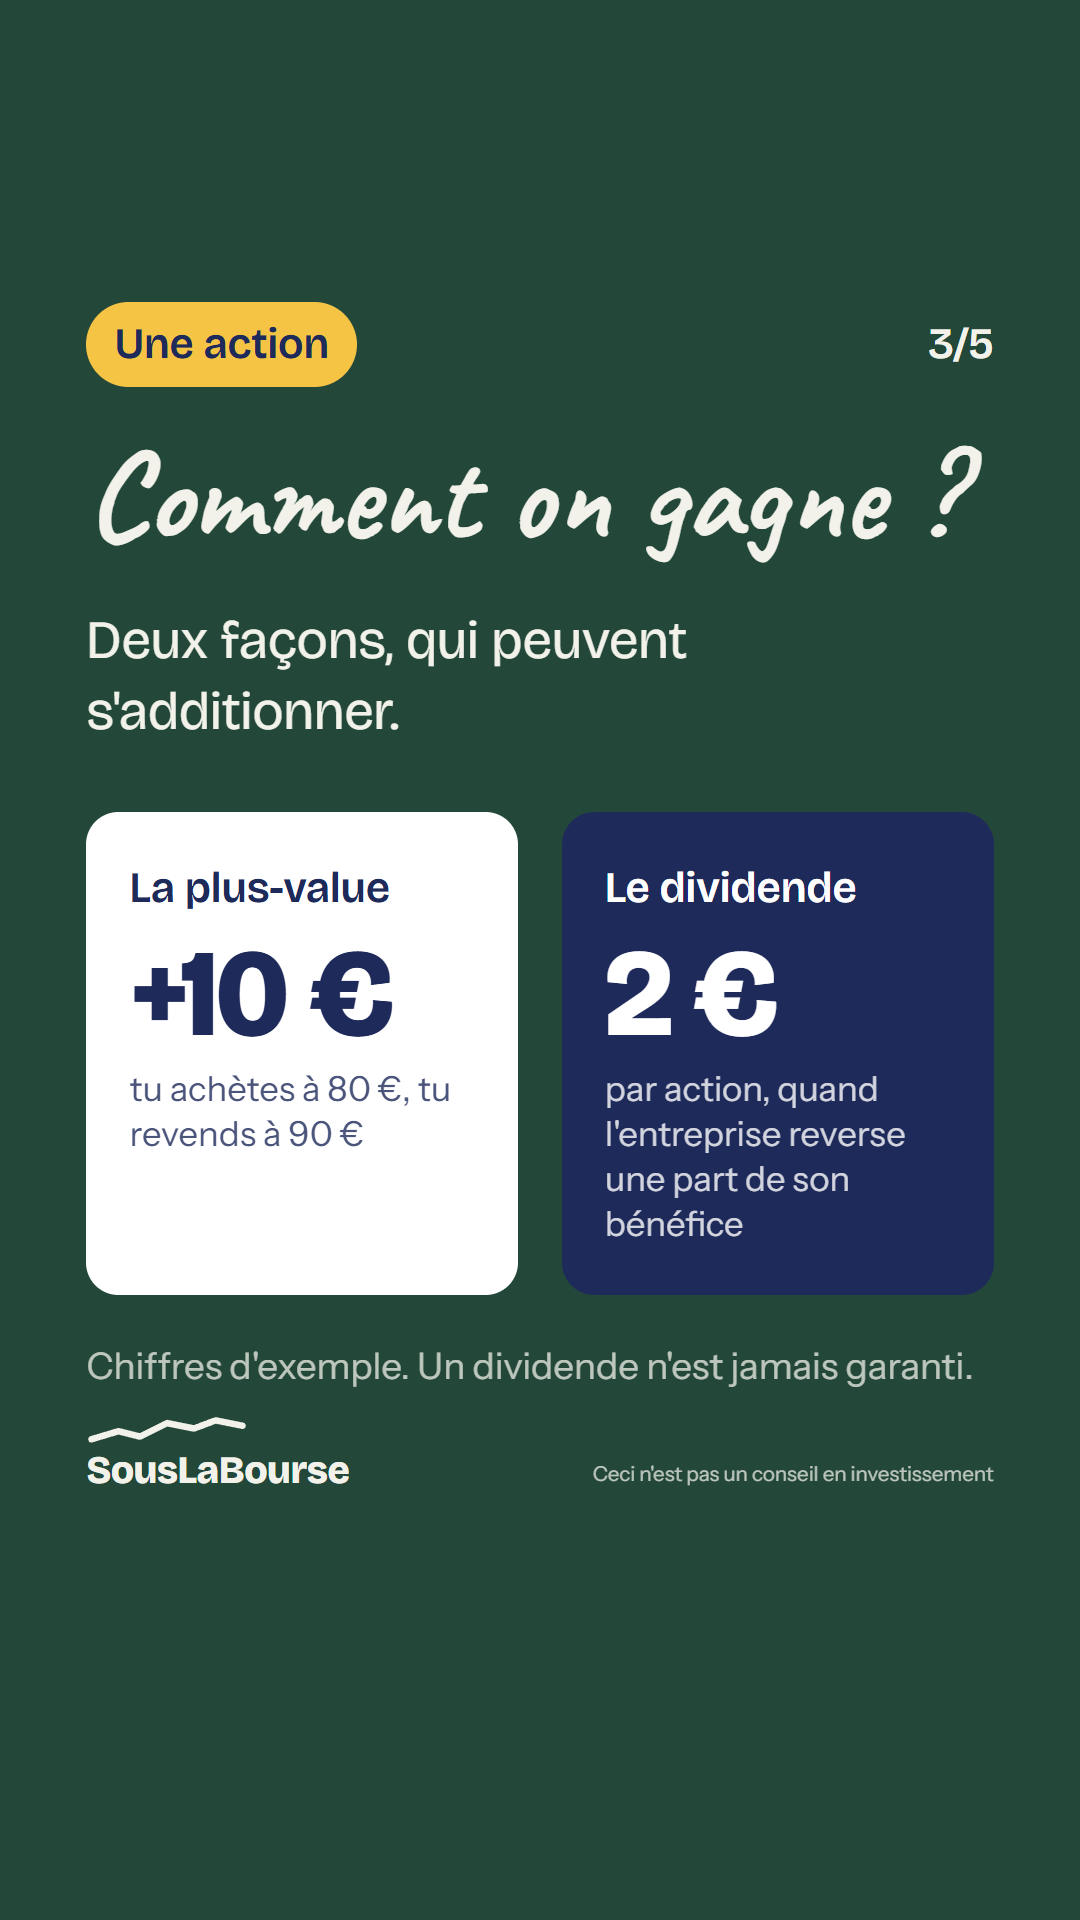 Une action
3/5
Comment on gagne ?
Deux façons, qui peuvent
s'additionner.
La plus-value
+10 €
tu achètes à 80 €, tu
revends à 90 €
Le dividende
2 €
par action, quand
l'entreprise reverse
une part de son
bénéfice
Chiffres d'exemple. Un dividende n'est jamais garanti.
SousLaBourse
Ceci n'est pas un conseil en investissement